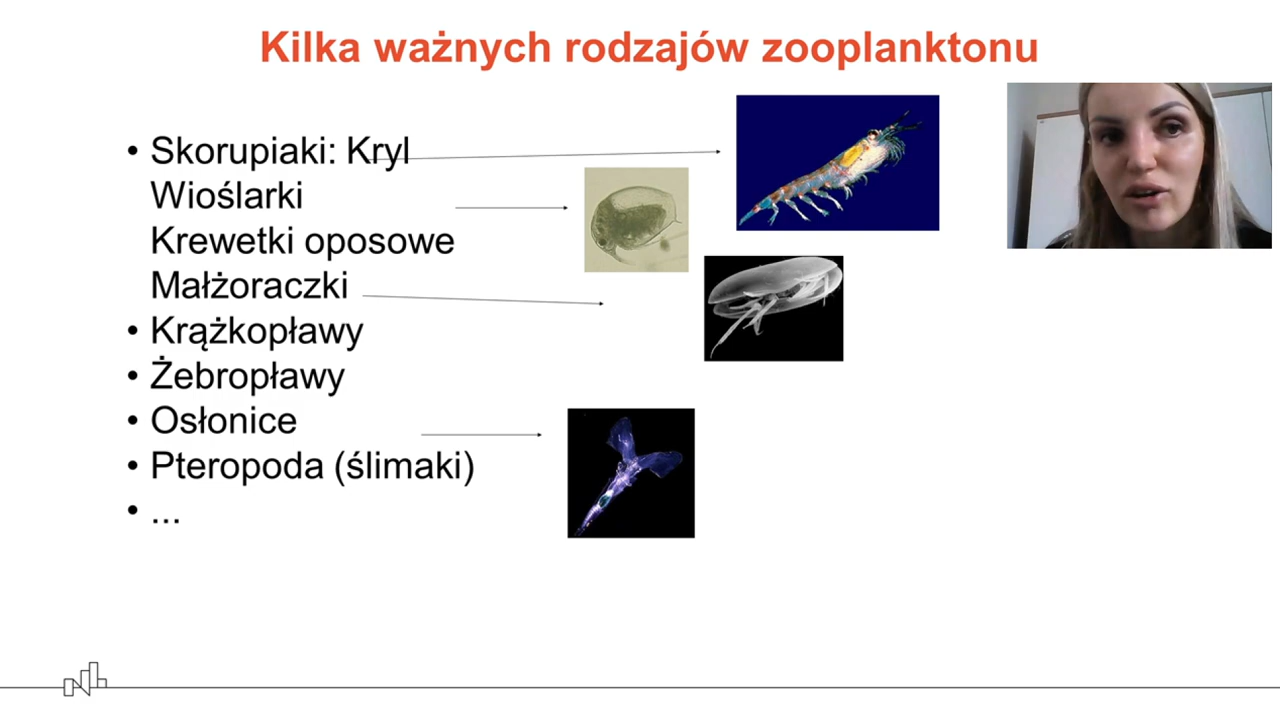 Kilka ważnych rodzajów zooplanktonu
• Skorupiaki: Kryl
Wioślarki
Krewetki oposowe
Małżoraczki
• Krążkopławy
• Żebropławy
• Osłonice
• Pteropoda (ślimaki)
• ...